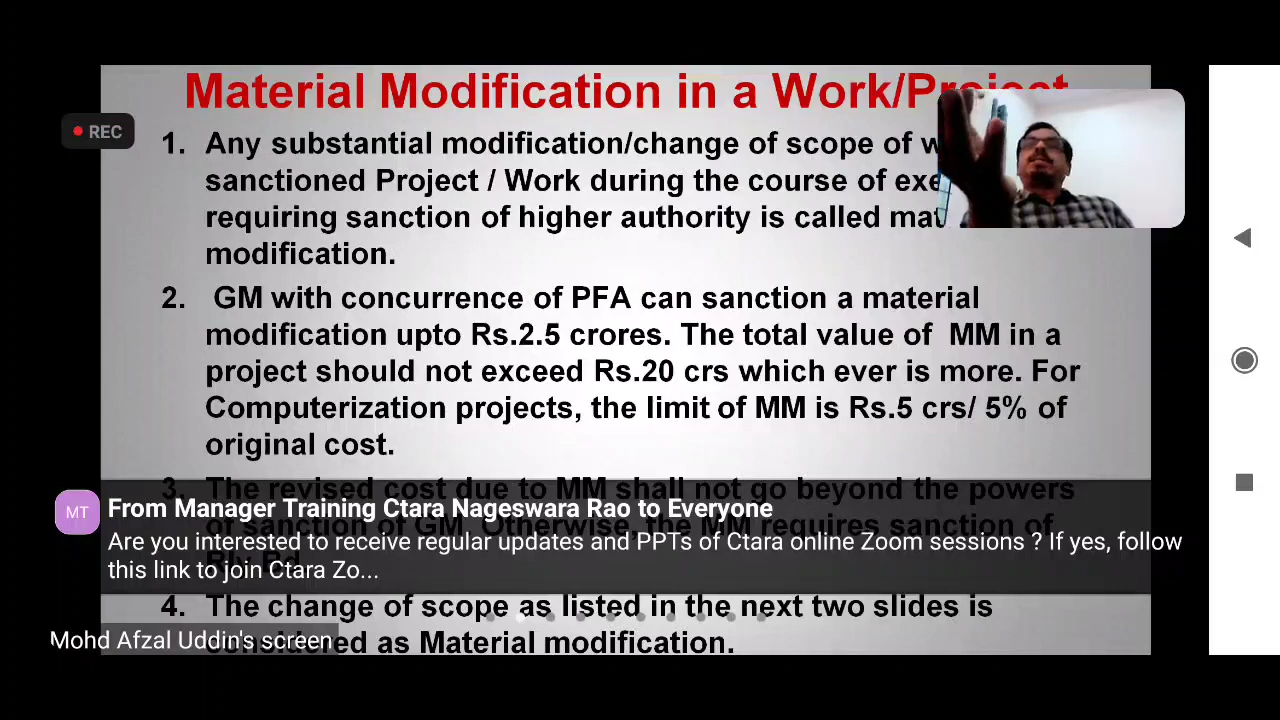 Material Modification in a Work/Project
REC
1. Any substantial modification/change of scope of
sanctioned Project / Work during the course of
requiring sanction of higher authority is called
modification.
2. GM with concurrence of PFA can sanction a material
modification upto Rs.2.5 crores. The total value of MM in a
project should not exceed Rs.20 crs which ever is more. For
Computerization projects, the limit of MM is Rs.5 crs/ 5% of
original cost.
3. The revised cost due to MM shall not go beyond the powers
of sanction of GM. Otherwise, the MM requires sanction of
MT
From Manager Training Ctara Nageswara Rao to Everyone
Are you interested to receive regular updates and PPTs of Ctara online Zoom sessions ? If yes, follow
this link to join Ctara Zo...
4. The change of scope as listed in the next two slides is
considered as Material modification.
Mohd Afzal Uddin's screen